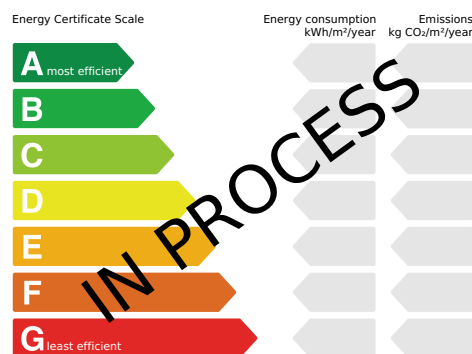 Energy Certificate Scale
Energy consumption
kWh/m²/year
Emissions
kg CO₂/m²/year
A most efficient
B
C
D
E
F
G least efficient
IN PROCESS